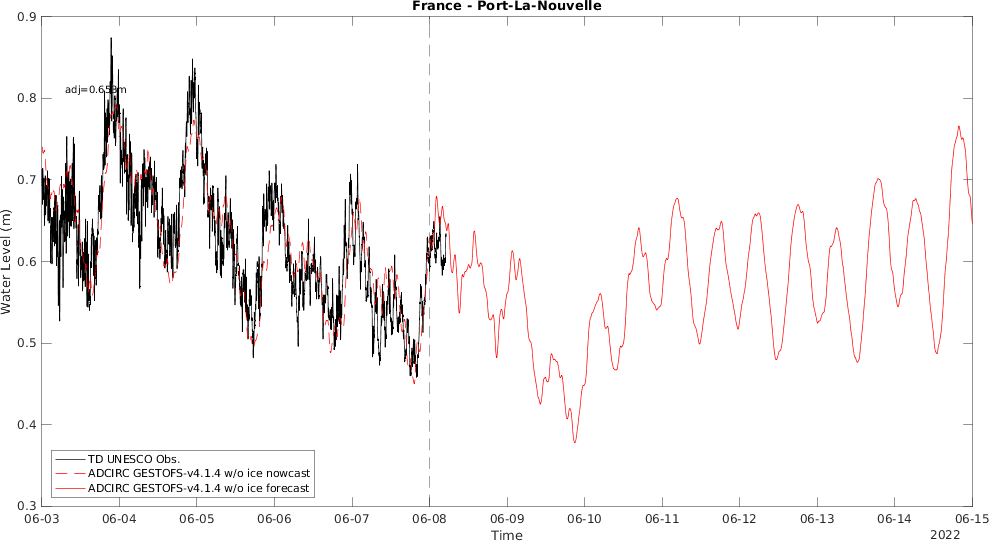 France - Port-La-Nouvelle
0.9
0.8
0.7
0.6
0.5
0.4
0.3
Water Level (m)
adj=0.653m
TD UNESCO Obs.
ADCIRC GESTOFS-v4.1.4 w/o ice nowcast
ADCIRC GESTOFS-v4.1.4 w/o ice forecast
06-03 06-04 06-05 06-06 06-07 06-08 06-09 06-10 06-11 06-12 06-13 06-14 06-15
Time
2022